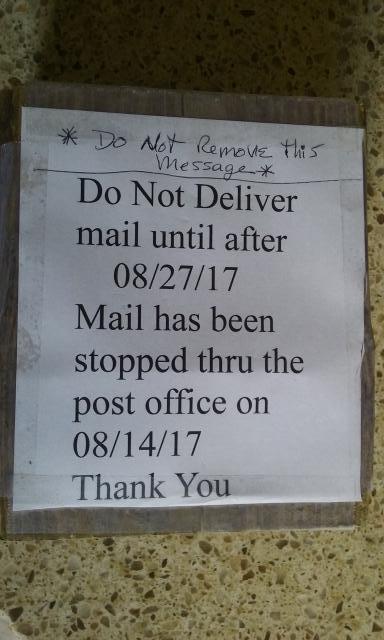 * Do Not Remove this
Message *
Do Not Deliver
mail until after
08/27/17
Mail has been
stopped thru the
post office on
08/14/17
Thank You